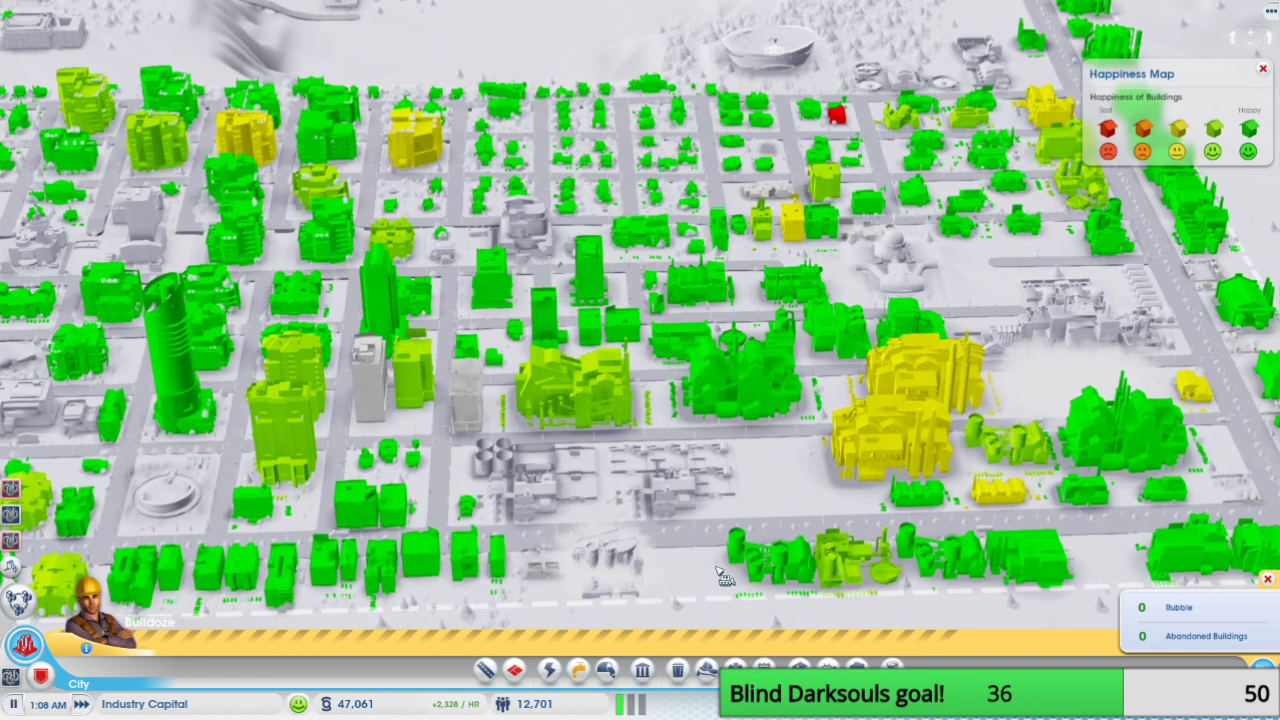 Happiness Map
Happiness of Buildings
Sad
Happy
0 Rubble
0 Abandoned Buildings
Bulldoze
City
1:08 AM
Industry Capital
47,061
+2,328 / HR
12,701
Blind Darksouls goal! 36 50